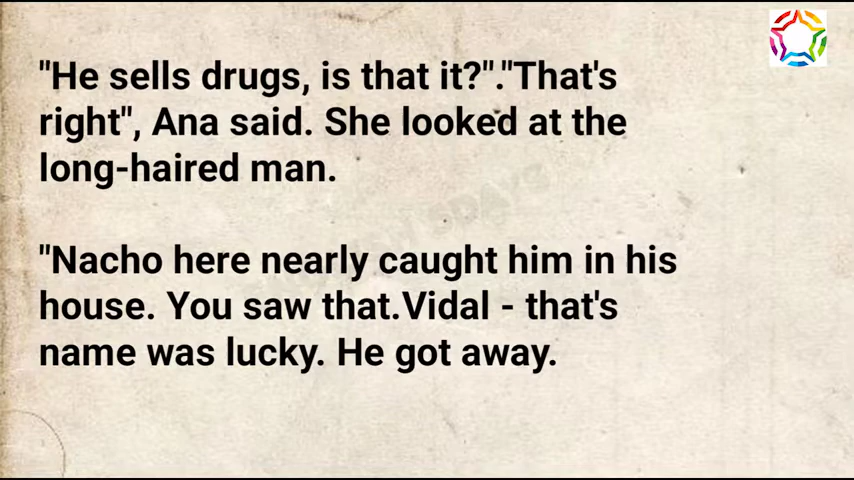 "He sells drugs, is that it?"."That's
right", Ana said. She looked at the
long-haired man.
"Nacho here nearly caught him in his
house. You saw that.Vidal - that's
name was lucky. He got away.